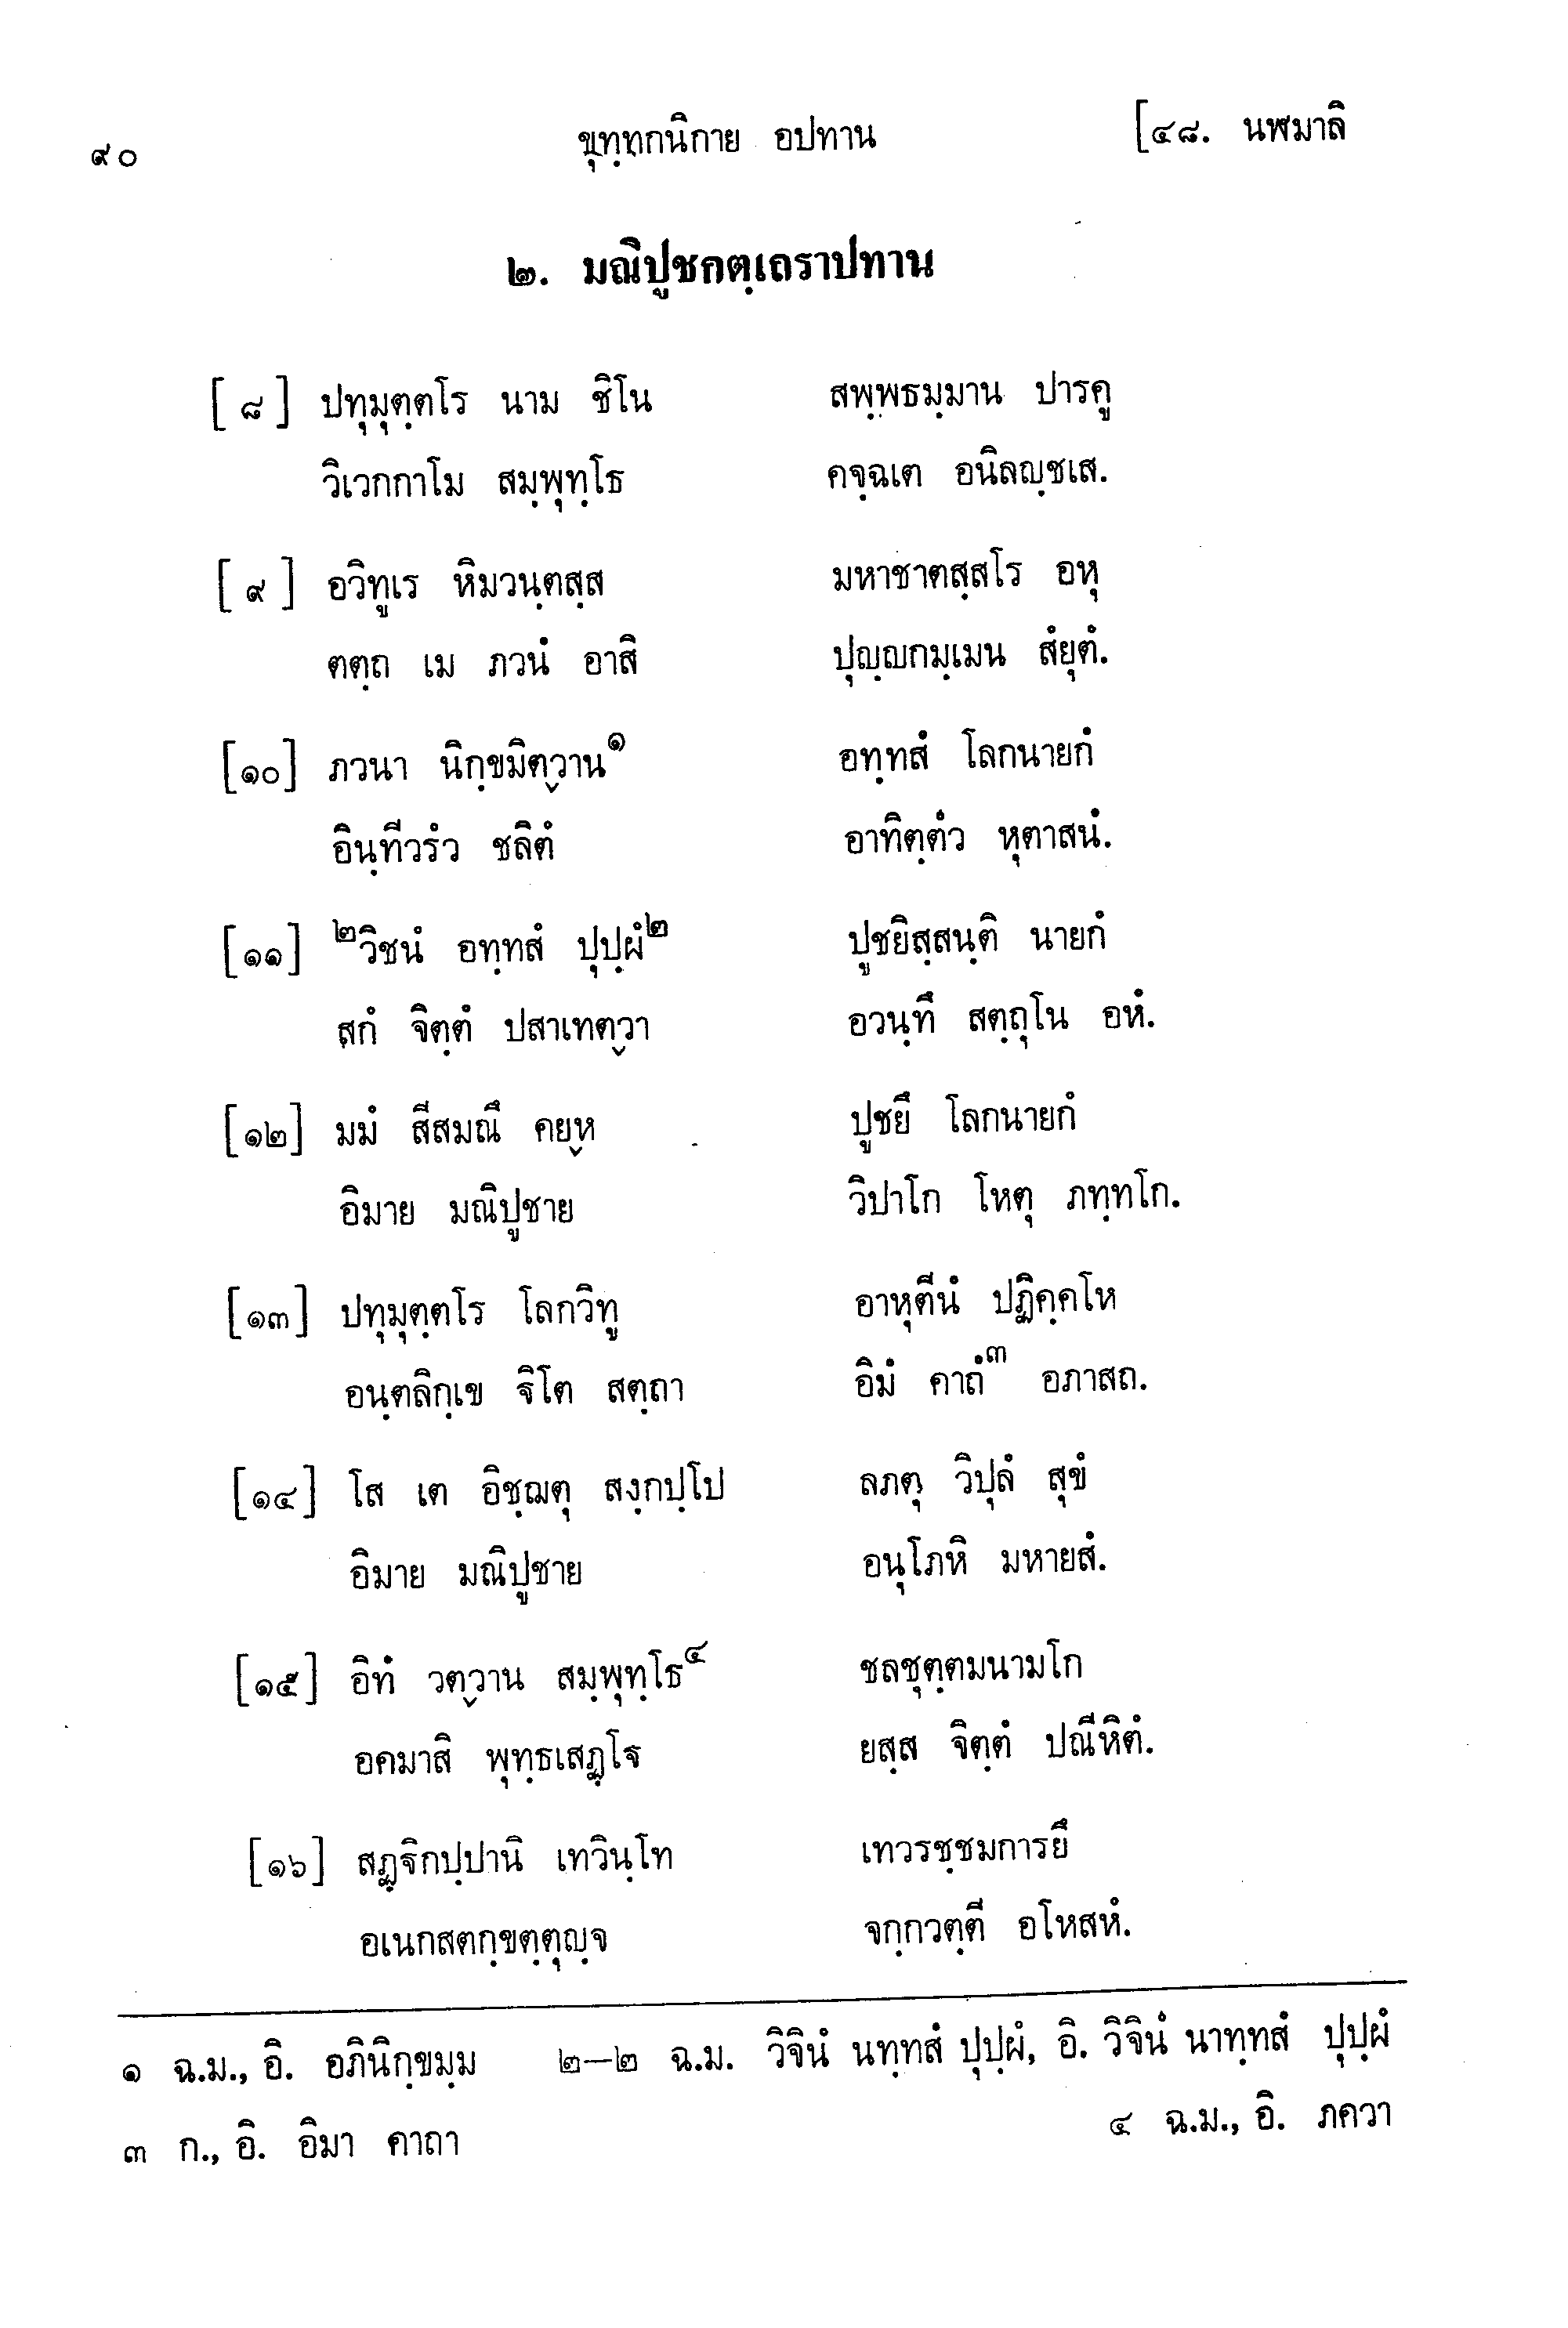 ๙๐ ขุทฺทกนิกาย อปทาน [๔๘. นฬมาลิ
๒. มณิปูชกตฺเถราปทาน
[๘] ปทุมุตฺตโร นาม ชิโน สพฺพธมฺมาน ปารคู
วิเวกกาโม สมฺพุทฺโธ คจฺฉเต อนิลญฺชเส.
[๙] อวิทูเร หิมวนฺตสฺส มหาชาตสฺสโร อหุ
ตตฺถ เม ภวนํ อาสิ ปุญฺญกมฺเมน สํยุตํ.
[๑๐] ภวนา นิกฺขมิตฺวาน๑ อทฺทสํ โลกนายกํ
อินฺทีวรํว ชลิตํ อาทิตฺตํว หุตาสนํ.
[๑๑] ๒วิชนํ อทฺทสํ ปุปฺผํ๒ ปูชยิสฺสนฺติ นายกํ
สกํ จิตฺตํ ปสาเทตฺวา อวนฺทึ สตฺถุโน อหํ.
[๑๒] มมํ สีสมณึ คยฺห ปูชยึ โลกนายกํ
อิมาย มณิปูชาย วิปาโก โหตุ ภทฺทโก.
[๑๓] ปทุมุตฺตโร โลกวิทู อาหุตีนํ ปฏิคฺคโห
อนฺตลิกฺเข ฐิโต สตฺถา อิมํ คาถํ๓ อภาสถ.
[๑๔] โส เต อิชฺฌตุ สงฺกปฺโป ลภตุ วิปุลํ สุขํ
อิมาย มณิปูชาย อนุโภหิ มหายสํ.
[๑๕] อิทํ วตฺวาน สมฺพุทฺโธ๔ ชลชุตฺตมนามโก
อคมาสิ พุทฺธเสฏฺโฐ ยสฺส จิตฺตํ ปณีหิตํ.
[๑๖] สฏฺฐิกปฺปานิ เทวินฺโท เทวรชฺชมการยึ
อเนกสตกฺขตฺตุญฺจ จกฺกวตฺตี อโหสหํ.
๑ ฉ.ม., อิ. อภินิกฺขมฺม ๒–๒ ฉ.ม. วิจินํ นทฺทสํ ปุปฺผํ, อิ. วิจินํ นาทฺทสํ ปุปฺผํ
๓ ก., อิ. อิมา คาถา ๔ ฉ.ม., อิ. ภควา